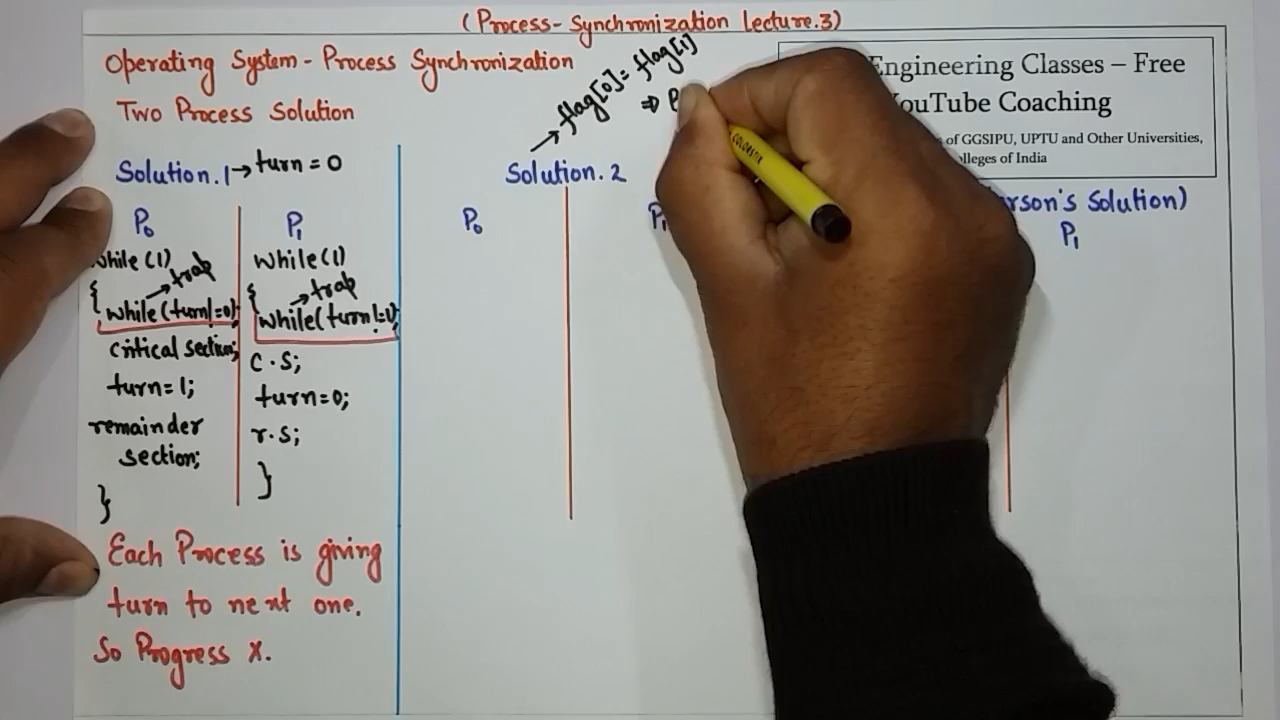 (Process-Synchronization Lecture.3)
Operating System - Process Synchronization
Two Process Solution
Engineering Classes – Free
YouTube Coaching
of GGSIPU, UPTU and Other Universities,
Colleges of India
Solution.1→turn = 0
P0
P1
while(1)
→trap
{
while(turn!=0);
critical section;
turn=1;
remainder
section;
}
while(1)
→trap
{
while(turn!=1);
C.S;
turn=0;
r.S;
}
Each Process is giving
turn to next one.
So Progress x.
→ flag[0]= flag[1]
⇒
Solution.2
P0
P1
Solution)
P1